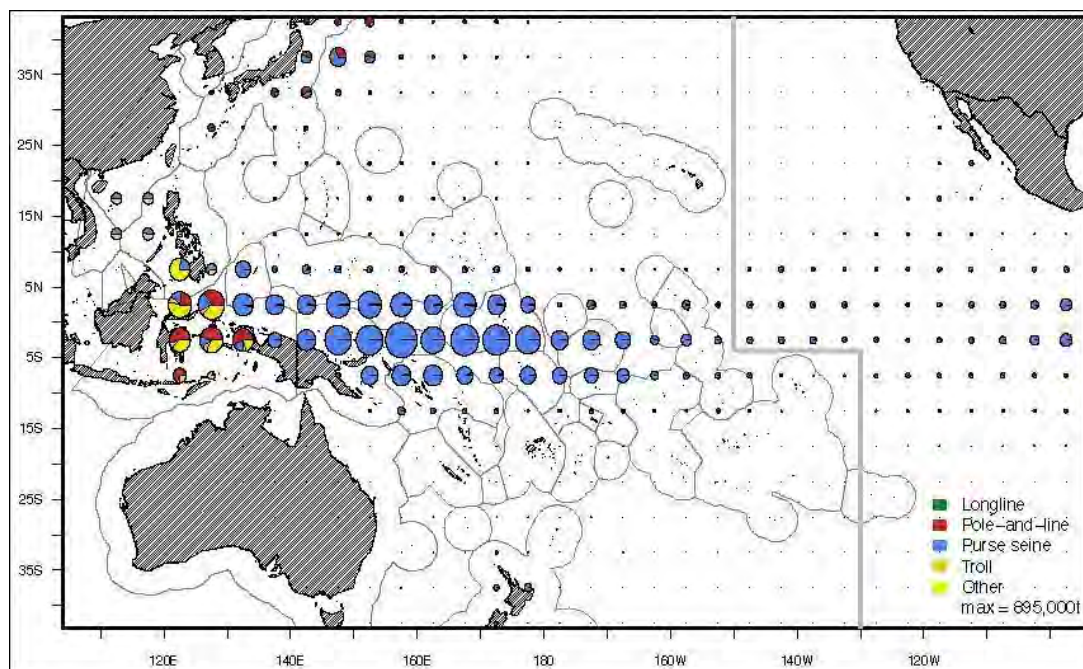 35N
25N
15N
5N
5S
15S
25S
35S
Longline
Pole-and-line
Purse seine
Troll
Other
max = 895,000t
120E 140E 160E 180 160W 140W 120W